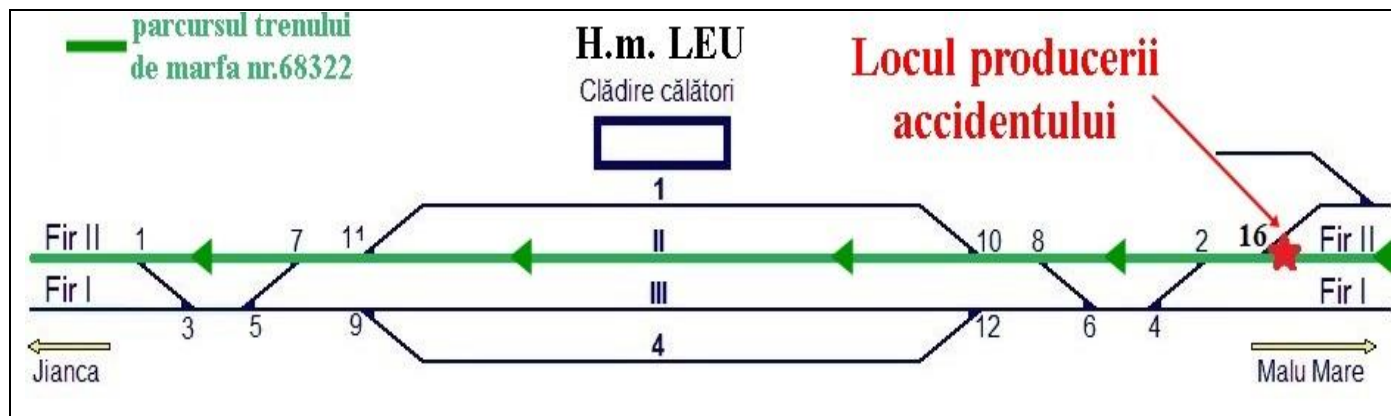 parcursul trenului
de marfa nr.68322
H.m. LEU
Clădire călători
Locul producerii
accidentului
1
Fir II 1 7 11 II 10 8 2 16 Fir II
Fir I III Fir I
3 5 9 12 6 4
4
Jianca Malu Mare